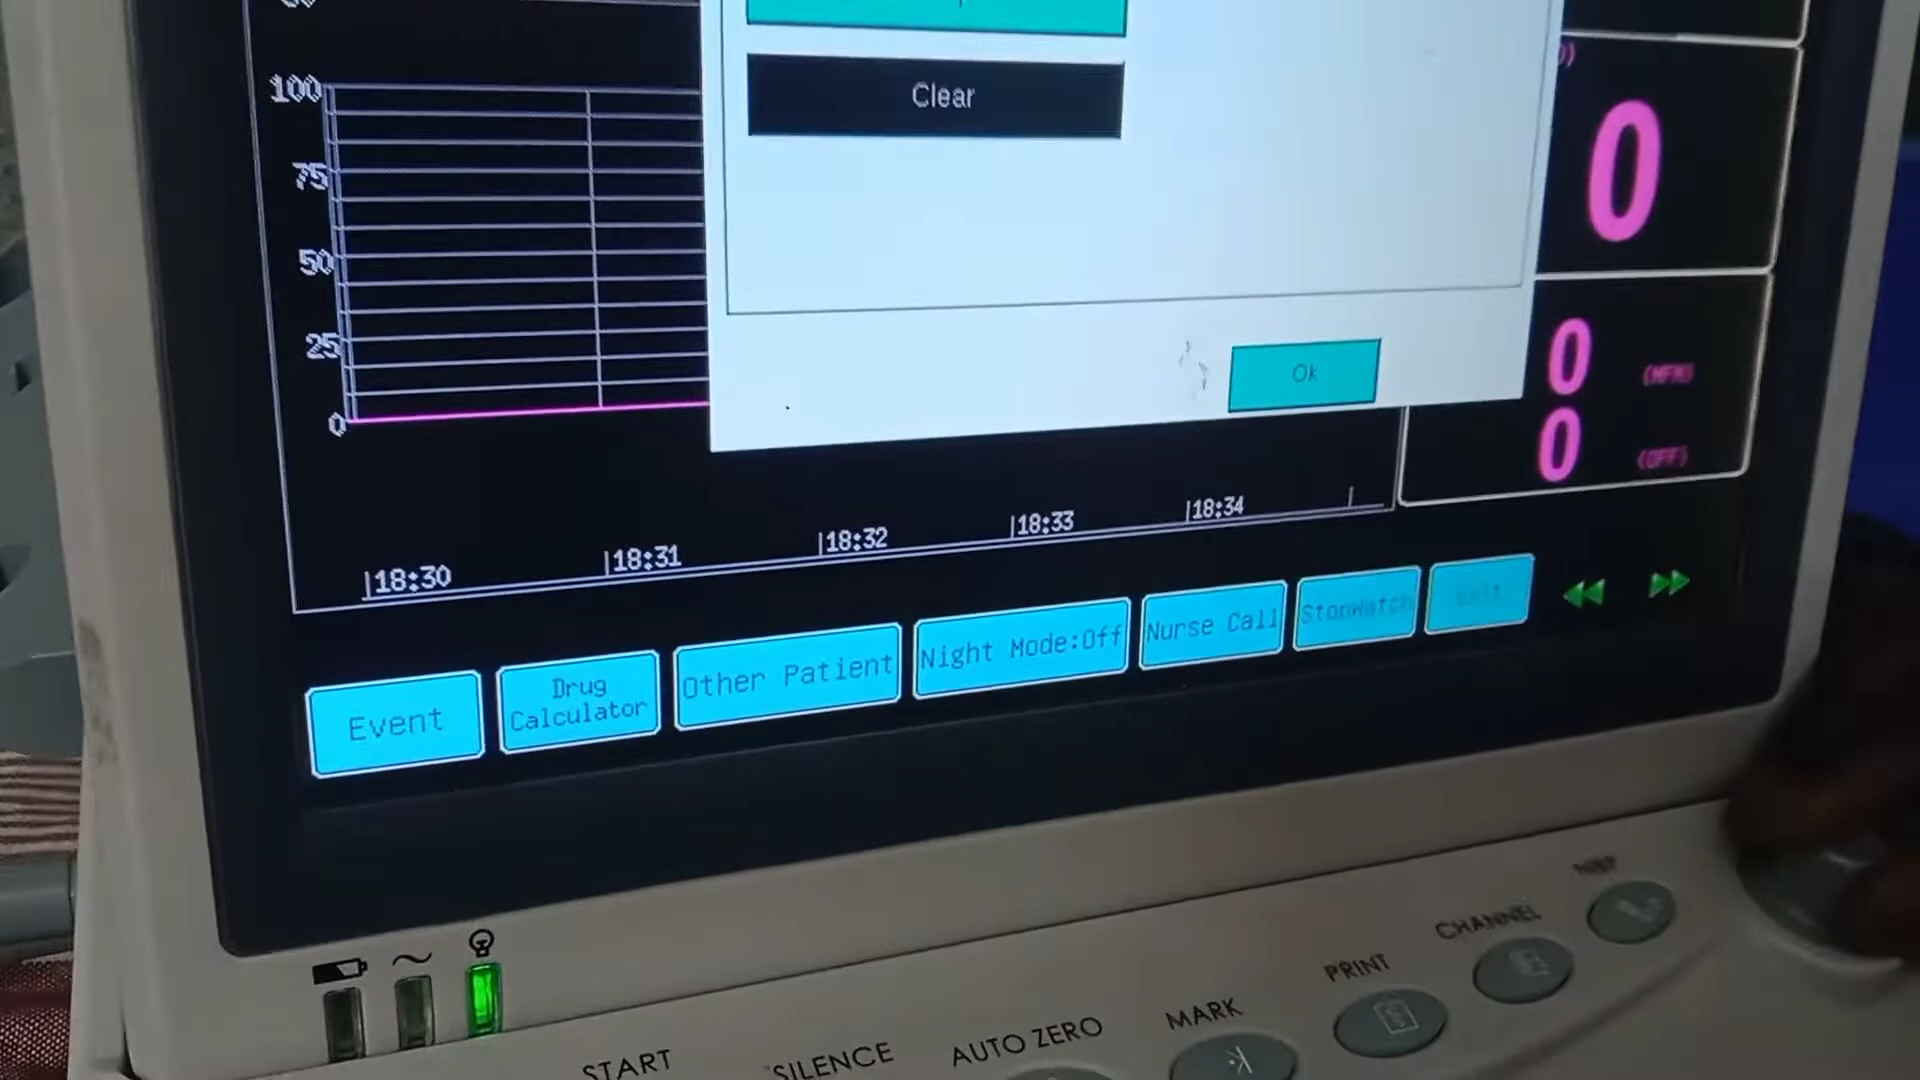 Clear
100
75
50
25
0
0
Ok
0
(MFM)
0
(OFF)
18:30
18:31
18:32
18:33
18:34
Event
Drug
Calculator
Other Patient
Night Mode:Off
Nurse Call
StopWatch
START
SILENCE
AUTO ZERO
MARK
PRINT
CHANNEL